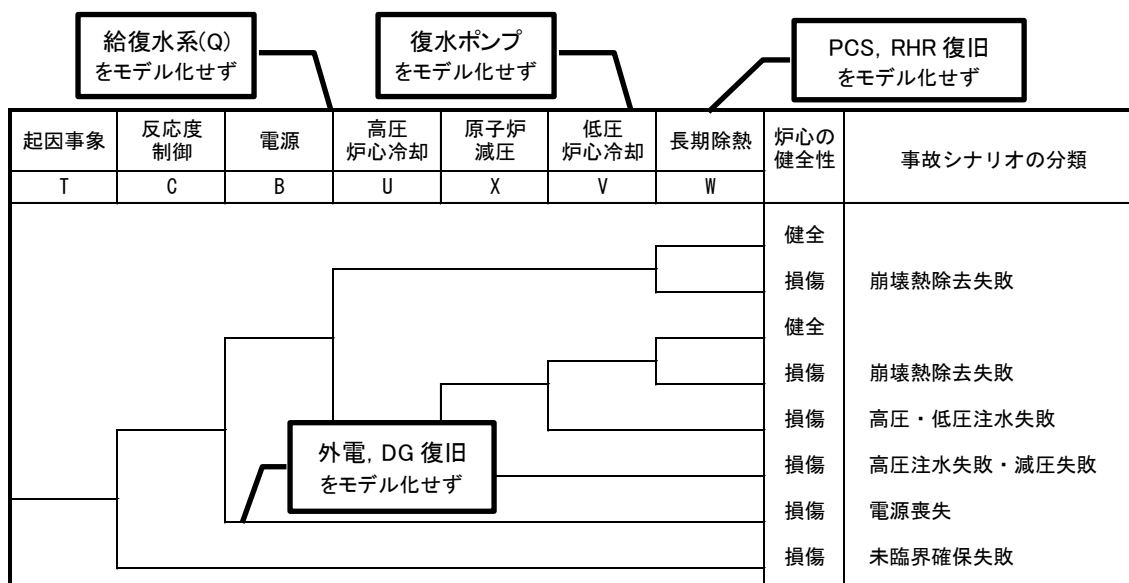 給復水系(Q)
をモデル化せず
復水ポンプ
をモデル化せず
PCS, RHR 復旧
をモデル化せず
起因事象
反応度
制御
電源
高圧
炉心冷却
原子炉
減圧
低圧
炉心冷却
長期除熱
炉心の
健全性
事故シナリオの分類
T
C
B
U
X
V
W
健全
損傷 崩壊熱除去失敗
健全
損傷 崩壊熱除去失敗
損傷 高圧・低圧注水失敗
外電, DG 復旧
をモデル化せず
損傷 高圧注水失敗・減圧失敗
損傷 電源喪失
損傷 未臨界確保失敗